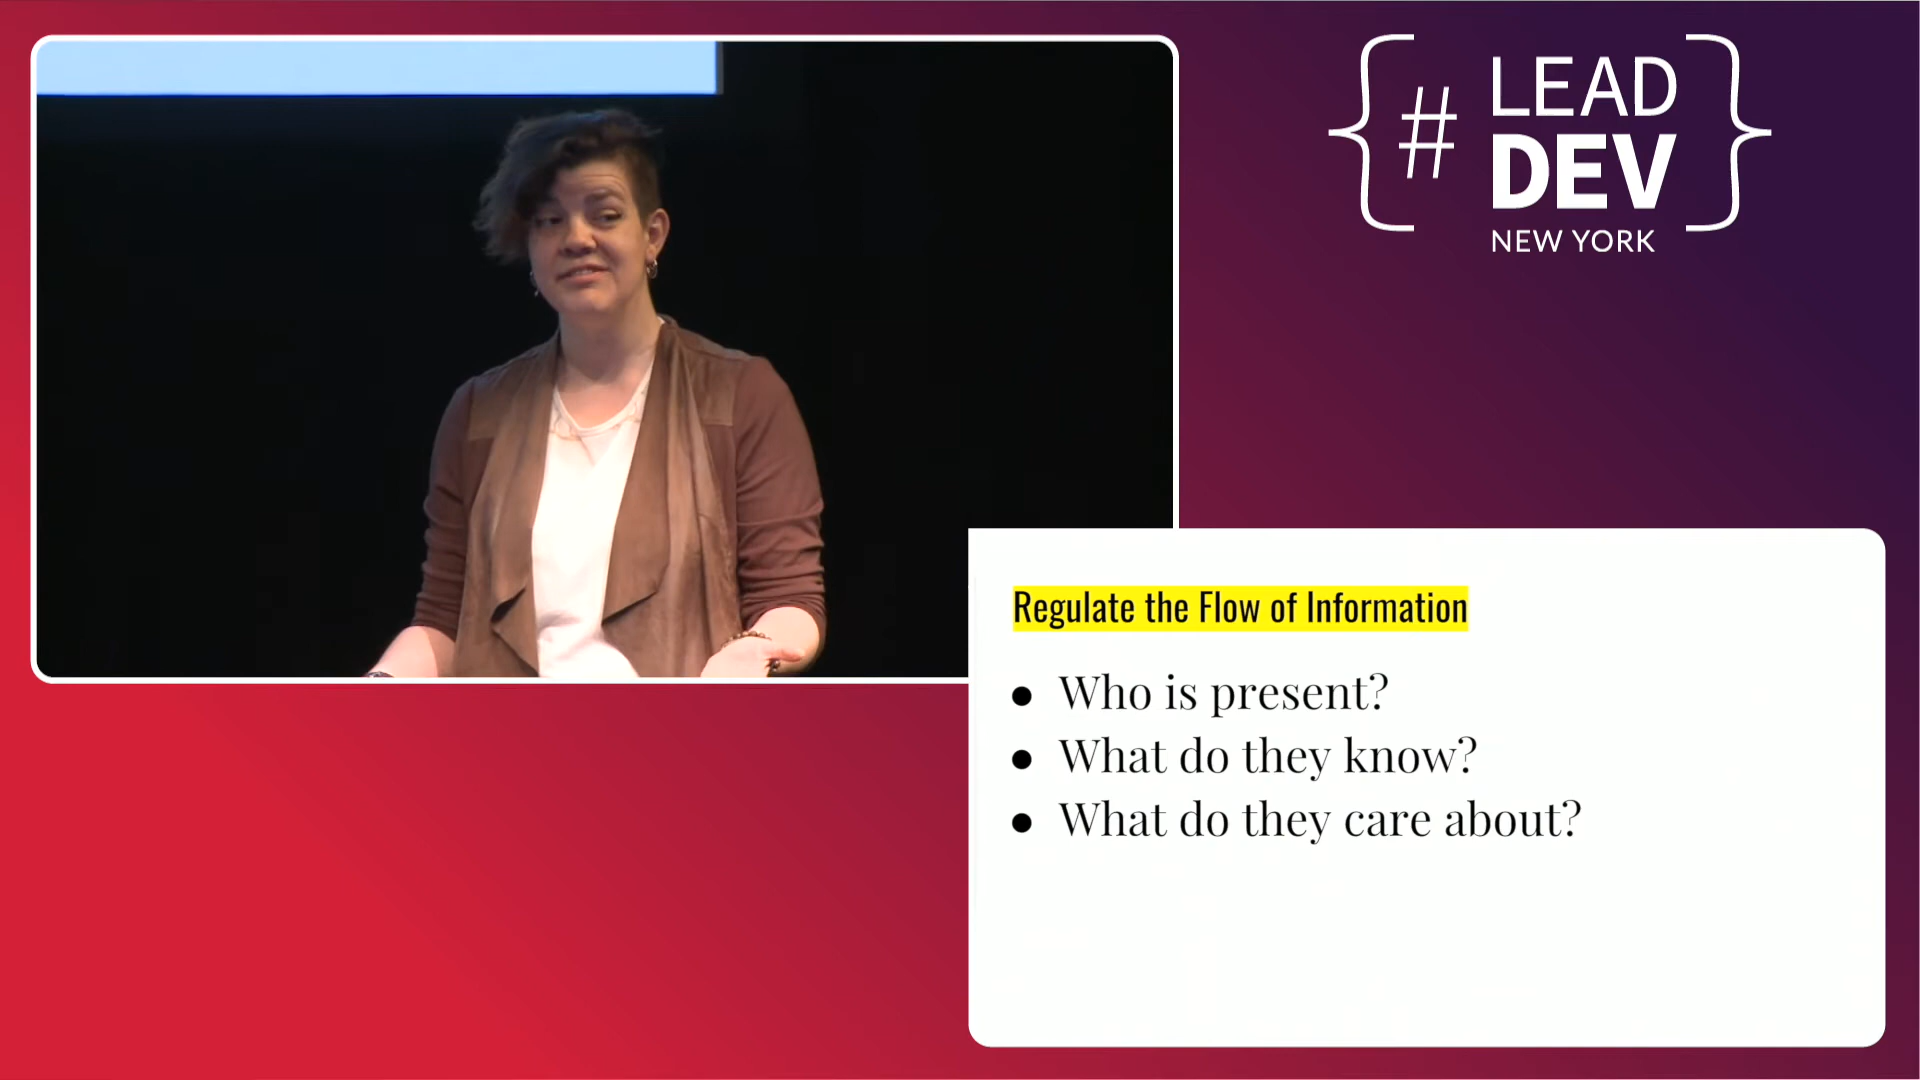 # LEAD
DEV
NEW YORK
Regulate the Flow of Information
● Who is present?
● What do they know?
● What do they care about?